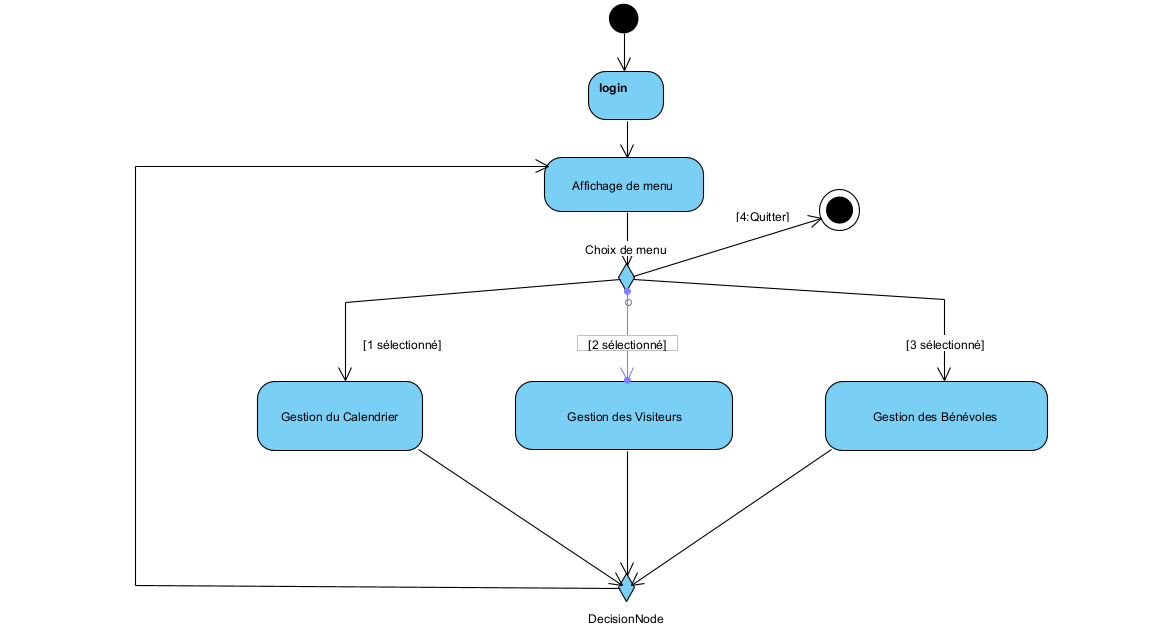 login
Affichage de menu
[4:Quitter]
Choix de menu
[1 sélectionné]
[2 sélectionné]
[3 sélectionné]
Gestion du Calendrier
Gestion des Visiteurs
Gestion des Bénévoles
DecisionNode